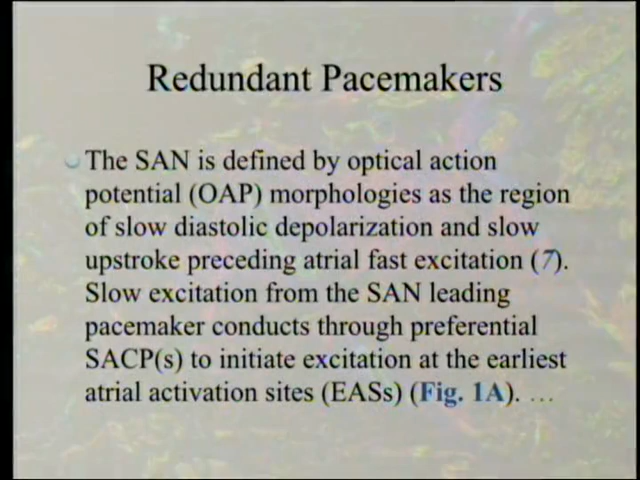 Redundant Pacemakers
The SAN is defined by optical action
potential (OAP) morphologies as the region
of slow diastolic depolarization and slow
upstroke preceding atrial fast excitation (7).
Slow excitation from the SAN leading
pacemaker conducts through preferential
SACP(s) to initiate excitation at the earliest
atrial activation sites (EASs) (Fig. 1A). …